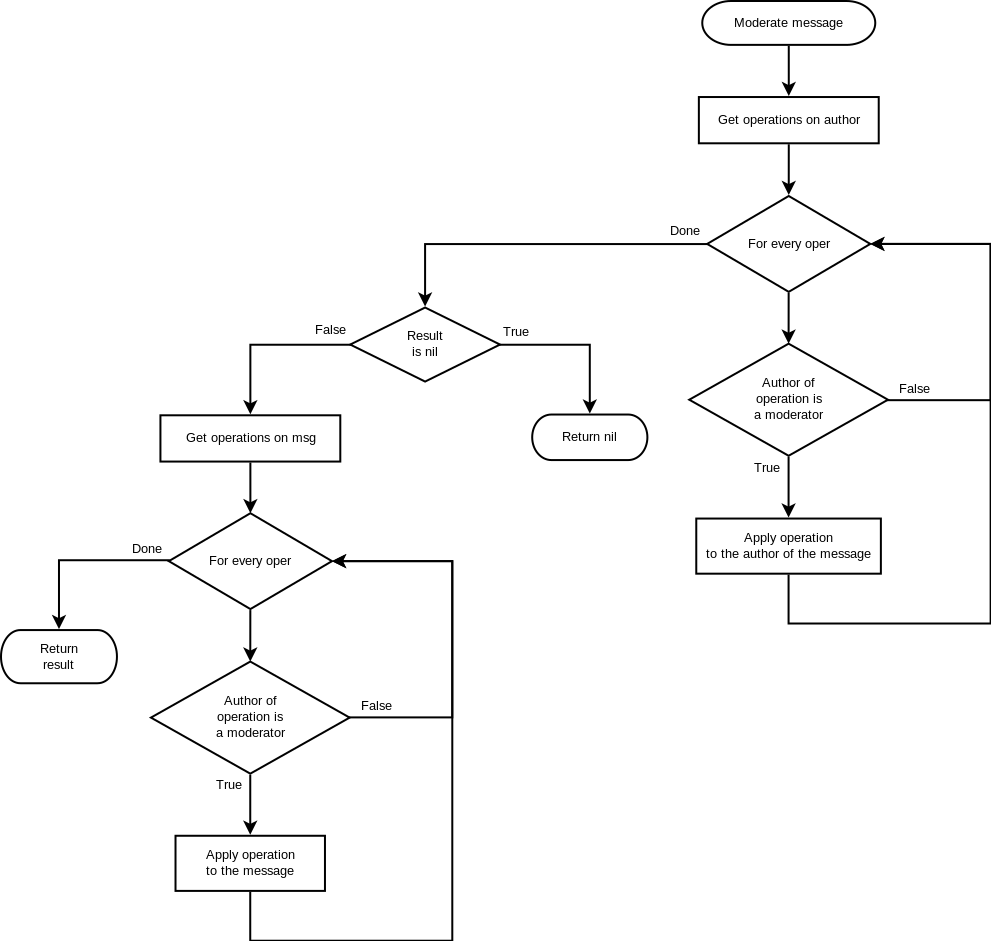 Moderate message
Get operations on author
Done
For every oper
False
Result
is nil
True
Author of
operation is
a moderator
False
Get operations on msg
Return nil
True
Apply operation
to the author of the message
Done
For every oper
Return
result
Author of
operation is
a moderator
False
True
Apply operation
to the message